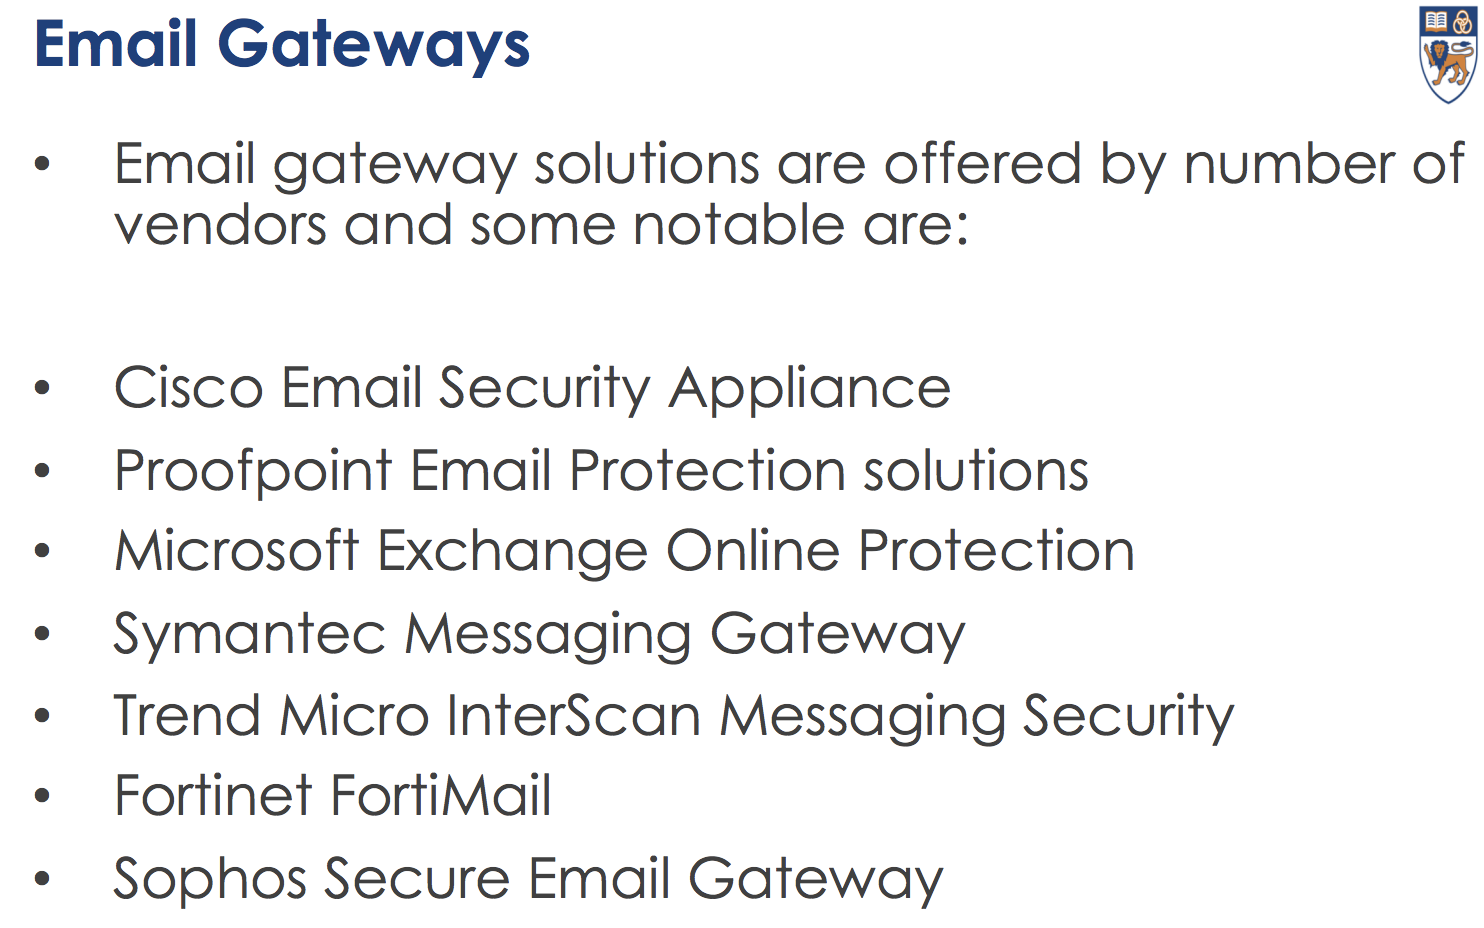 Email Gateways
• Email gateway solutions are offered by number of
vendors and some notable are:
• Cisco Email Security Appliance
• Proofpoint Email Protection solutions
• Microsoft Exchange Online Protection
• Symantec Messaging Gateway
• Trend Micro InterScan Messaging Security
• Fortinet FortiMail
• Sophos Secure Email Gateway